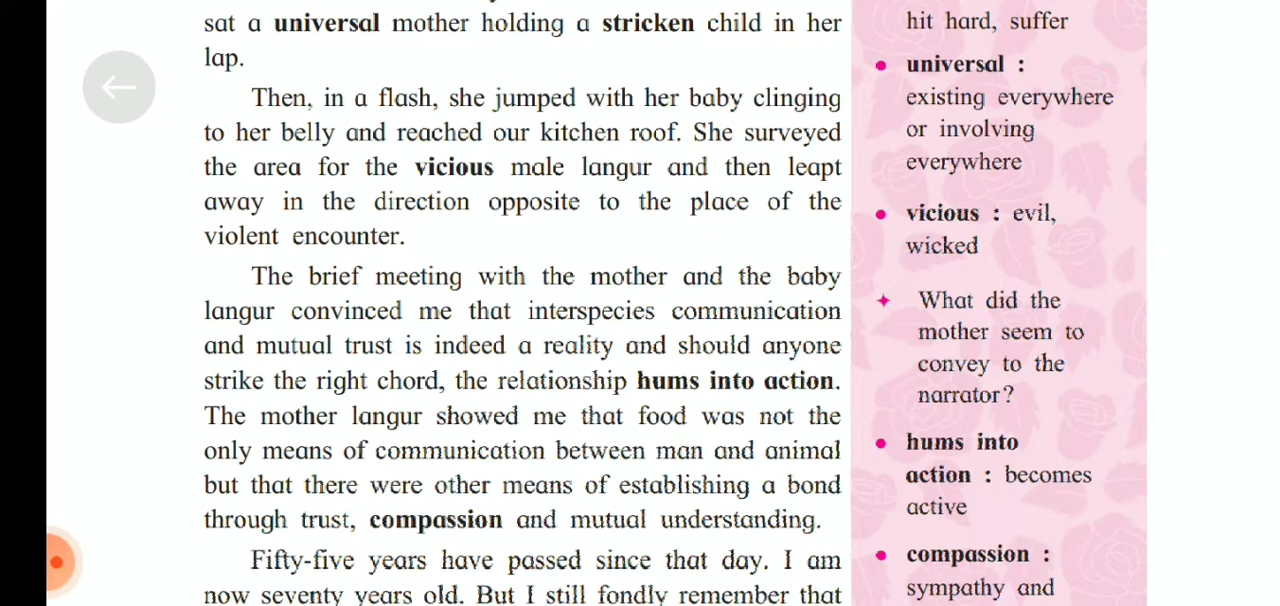 sat a universal mother holding a stricken child in her
lap.
Then, in a flash, she jumped with her baby clinging
to her belly and reached our kitchen roof. She surveyed
the area for the vicious male langur and then leapt
away in the direction opposite to the place of the
violent encounter.
The brief meeting with the mother and the baby
langur convinced me that interspecies communication
and mutual trust is indeed a reality and should anyone
strike the right chord, the relationship hums into action.
The mother langur showed me that food was not the
only means of communication between man and animal
but that there were other means of establishing a bond
through trust, compassion and mutual understanding.
Fifty-five years have passed since that day. I am
now seventy years old. But I still fondly remember that
hit hard, suffer
• universal :
existing everywhere
or involving
everywhere
• vicious : evil,
wicked
✦ What did the
mother seem to
convey to the
narrator?
• hums into
action : becomes
active
• compassion :
sympathy and